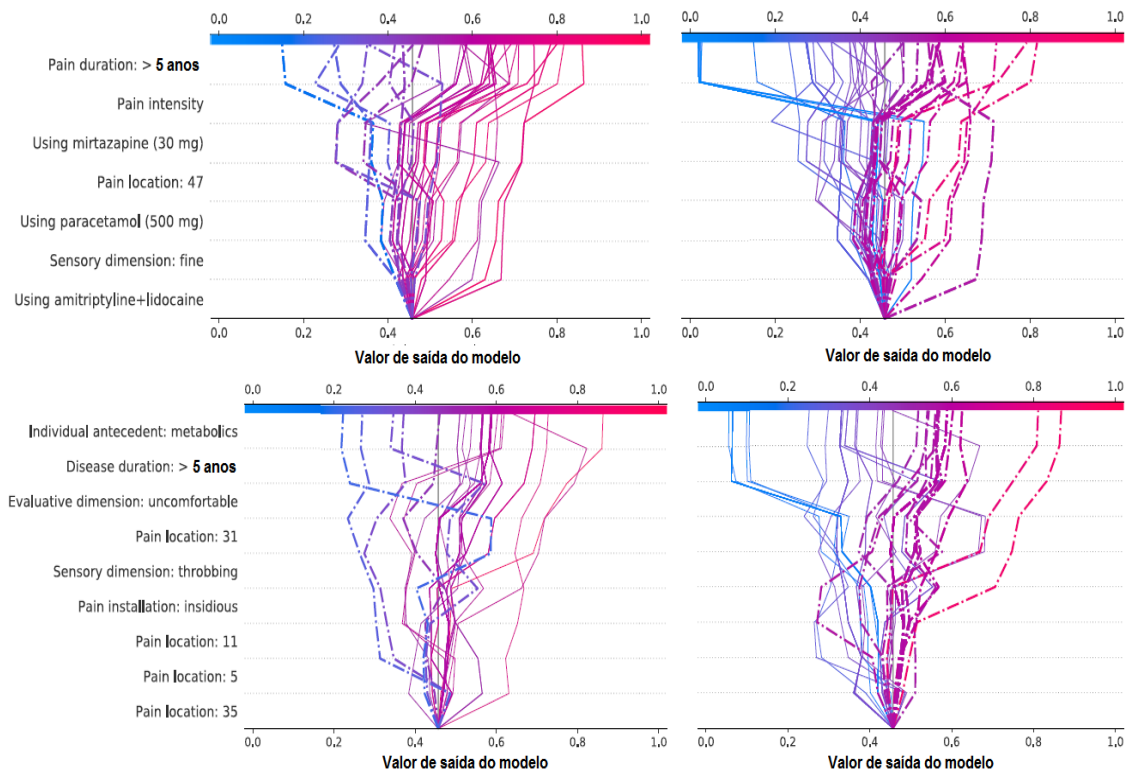 0.0 0.2 0.4 0.6 0.8 1.0
0.0 0.2 0.4 0.6 0.8 1.0
Pain duration: > 5 anos
Pain intensity
Using mirtazapine (30 mg)
Pain location: 47
Using paracetamol (500 mg)
Sensory dimension: fine
Using amitriptyline+lidocaine
0.0 0.2 0.4 0.6 0.8 1.0
0.0 0.2 0.4 0.6 0.8 1.0
Valor de saída do modelo
Valor de saída do modelo
0.0 0.2 0.4 0.6 0.8 1.0
0.0 0.2 0.4 0.6 0.8 1.0
Individual antecedent: metabolics
Disease duration: > 5 anos
Evaluative dimension: uncomfortable
Pain location: 31
Sensory dimension: throbbing
Pain installation: insidious
Pain location: 11
Pain location: 5
Pain location: 35
0.0 0.2 0.4 0.6 0.8 1.0
0.0 0.2 0.4 0.6 0.8 1.0
Valor de saída do modelo
Valor de saída do modelo